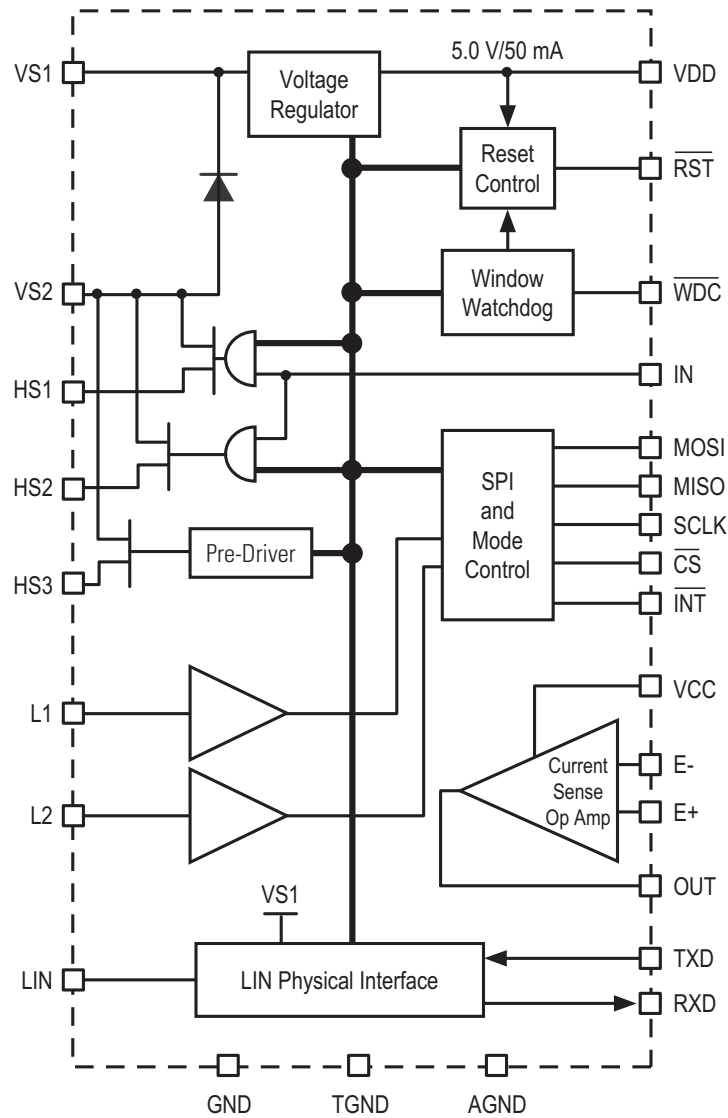 VS1
Voltage
Regulator
5.0 V/50 mA
VDD
Reset
Control
RST
VS2
Window
Watchdog
WDC
HS1
IN
HS2
SPI
and
Mode
Control
MOSI
MISO
SCLK
CS
INT
HS3
Pre-Driver
L1
VCC
Current
Sense
Op Amp
E-
E+
L2
OUT
VS1
LIN
LIN Physical Interface
TXD
RXD
GND
TGND
AGND